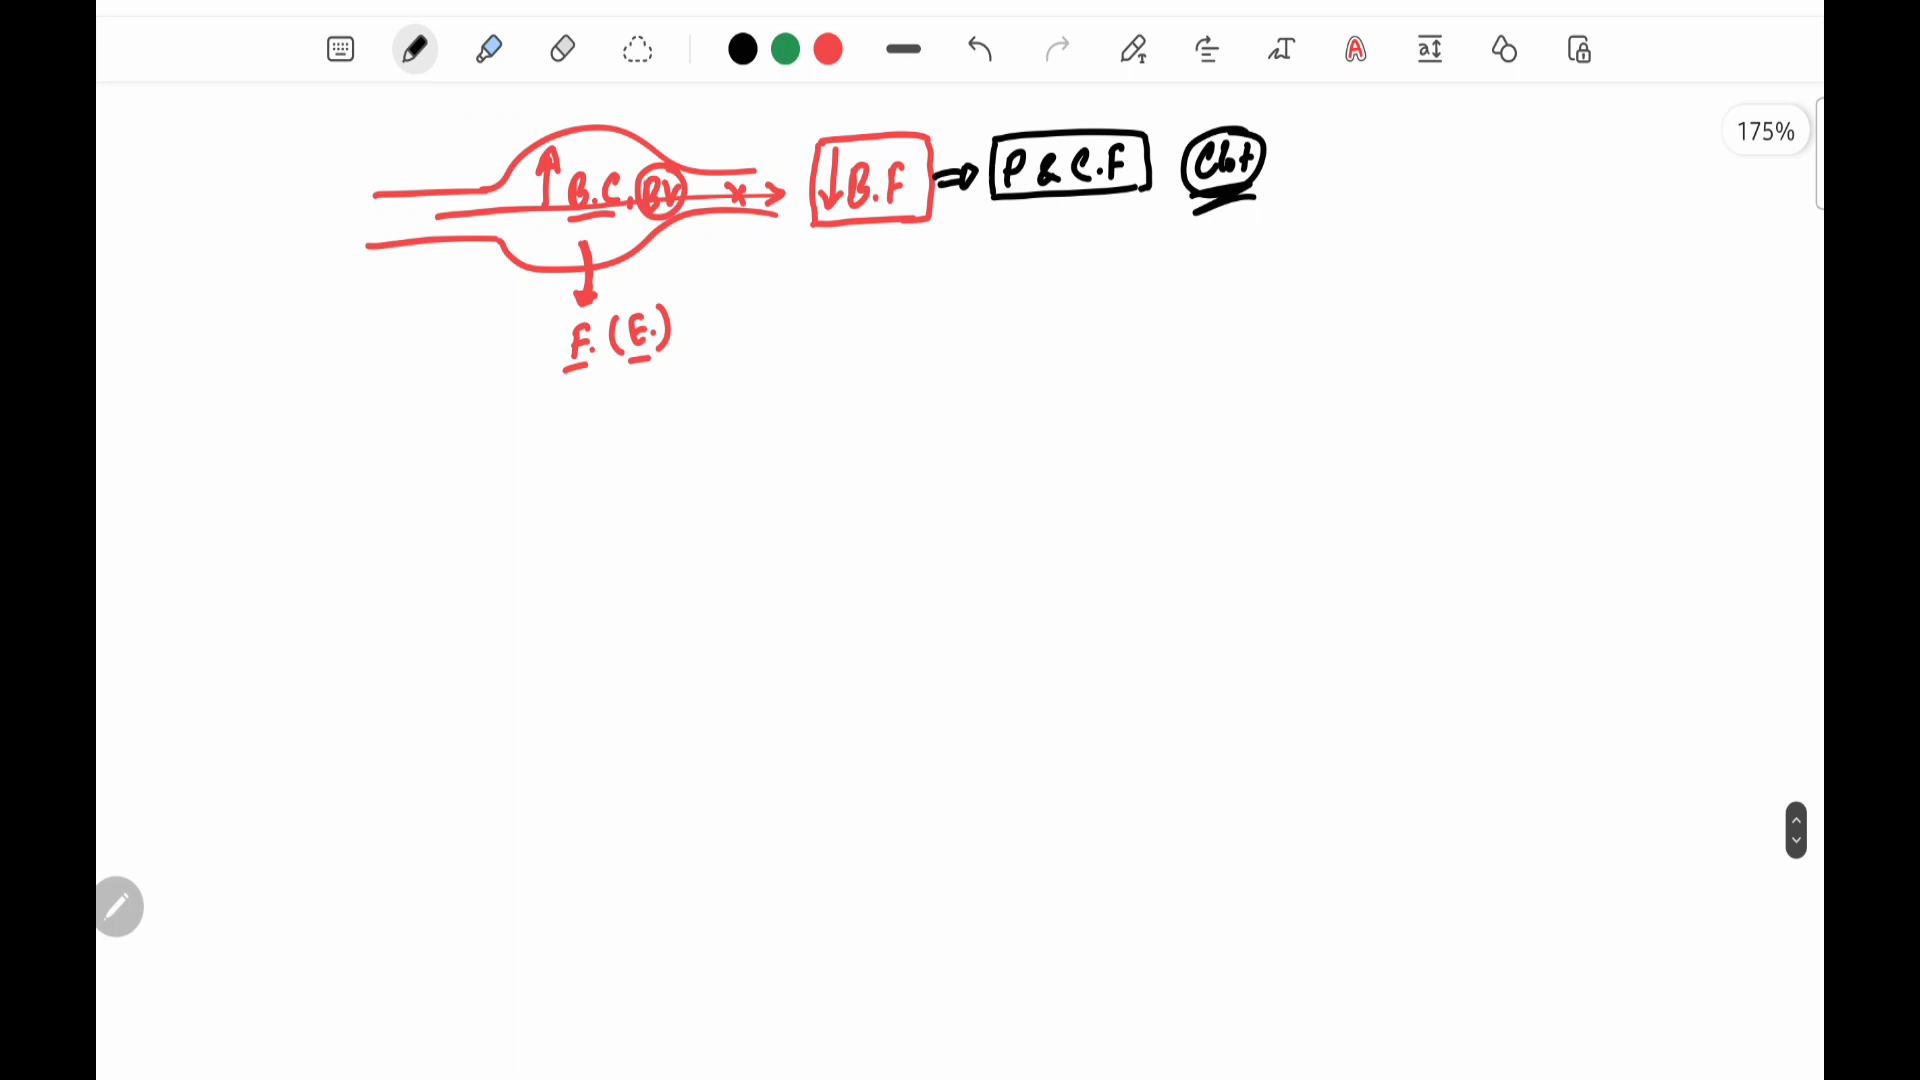 175%
B.C. BV x
↓ B.F ⇒ P & C.F Clot
F. (E.)